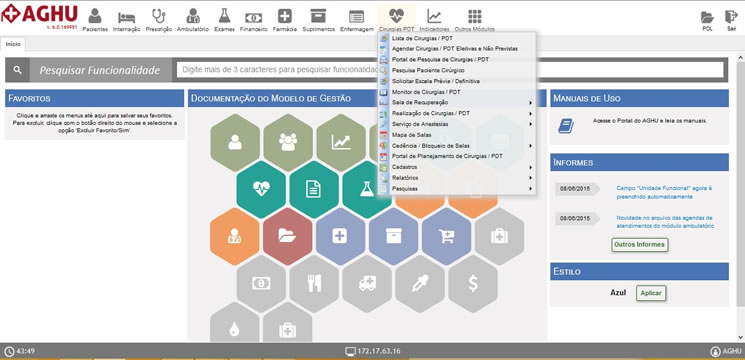 AGHU
v. 6.0.169951
Pacientes Internação Prescrição Ambulatório Exames Financeiro Farmácia Suprimentos Enfermagem Cirurgias PDT Indicadores Outros Módulos POL Sair
Início
Pesquisar Funcionalidade
Digite mais de 3 caracteres para pesquisar funcionalidade
Lista de Cirurgias / PDT
Agendar Cirurgias / PDT Eletivas e Não Previstas
Portal de Pesquisa de Cirurgias / PDT
Pesquisa Paciente Cirúrgico
Solicitar Escala Prévia / Definitiva
Monitor de Cirurgias / PDT
Sala de Recuperação
Realização de Cirurgias / PDT
Serviço de Anestesias
Mapa de Salas
Cedência / Bloqueio de Salas
Portal de Planejamento de Cirurgias / PDT
Cadastros
Relatórios
Pesquisas
Favoritos
Clique e arraste os menus até aqui para salvar seus favoritos.
Para excluir, clique com o botão direito do mouse e selecione a
opção 'Excluir Favorito/Sim'.
Documentação do Modelo de Gestão
Manuais de Uso
Acesse o Portal do AGHU e leia os manuais.
Informes
08/06/2015
Campo "Unidade Funcional" agora é
preenchido automaticamente
08/06/2015
Novidade no arquivo das agendas de
atendimentos do módulo ambulatório
Outros Informes
Estilo
Azul Aplicar
43:49 172.17.63.16 AGHU